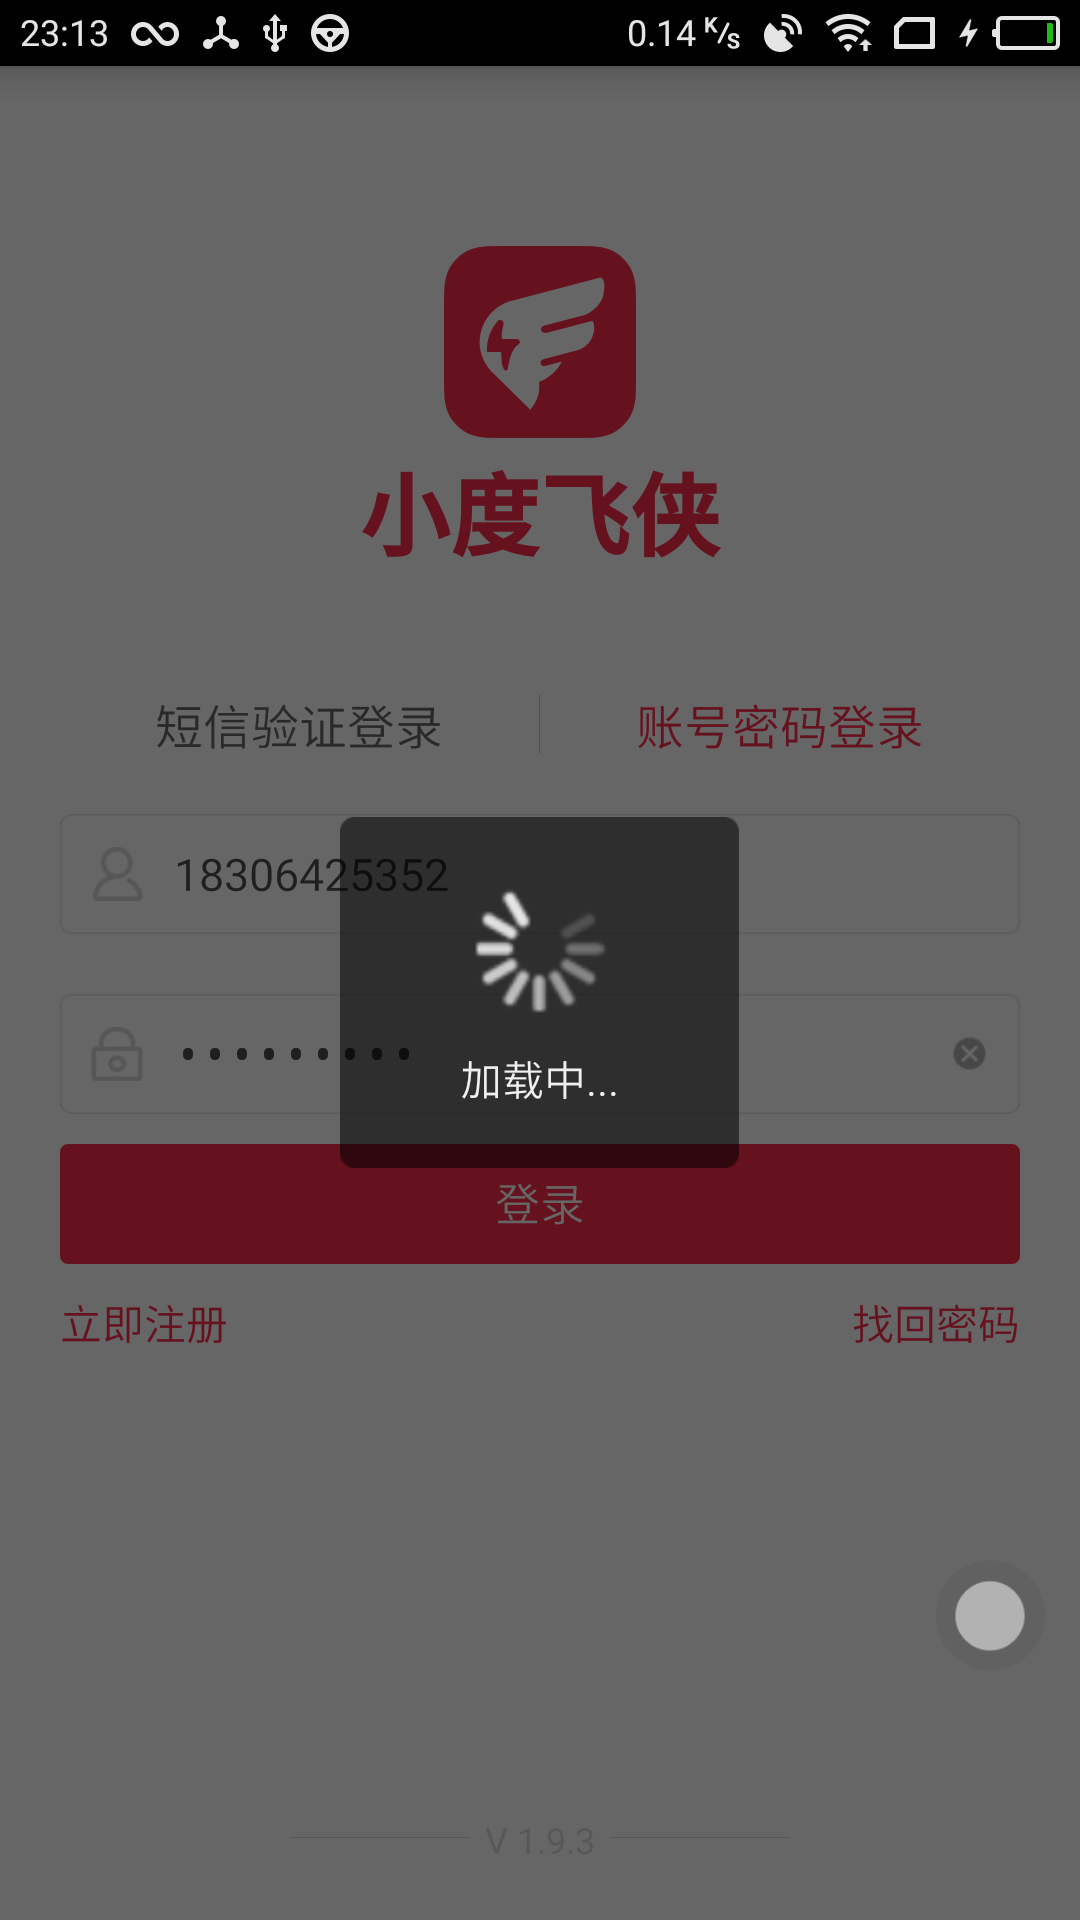 23:13
0.14 K/s
小度飞侠
短信验证登录
账号密码登录
18306425352
•••••••••
加载中...
登录
立即注册
找回密码
V 1.9.3